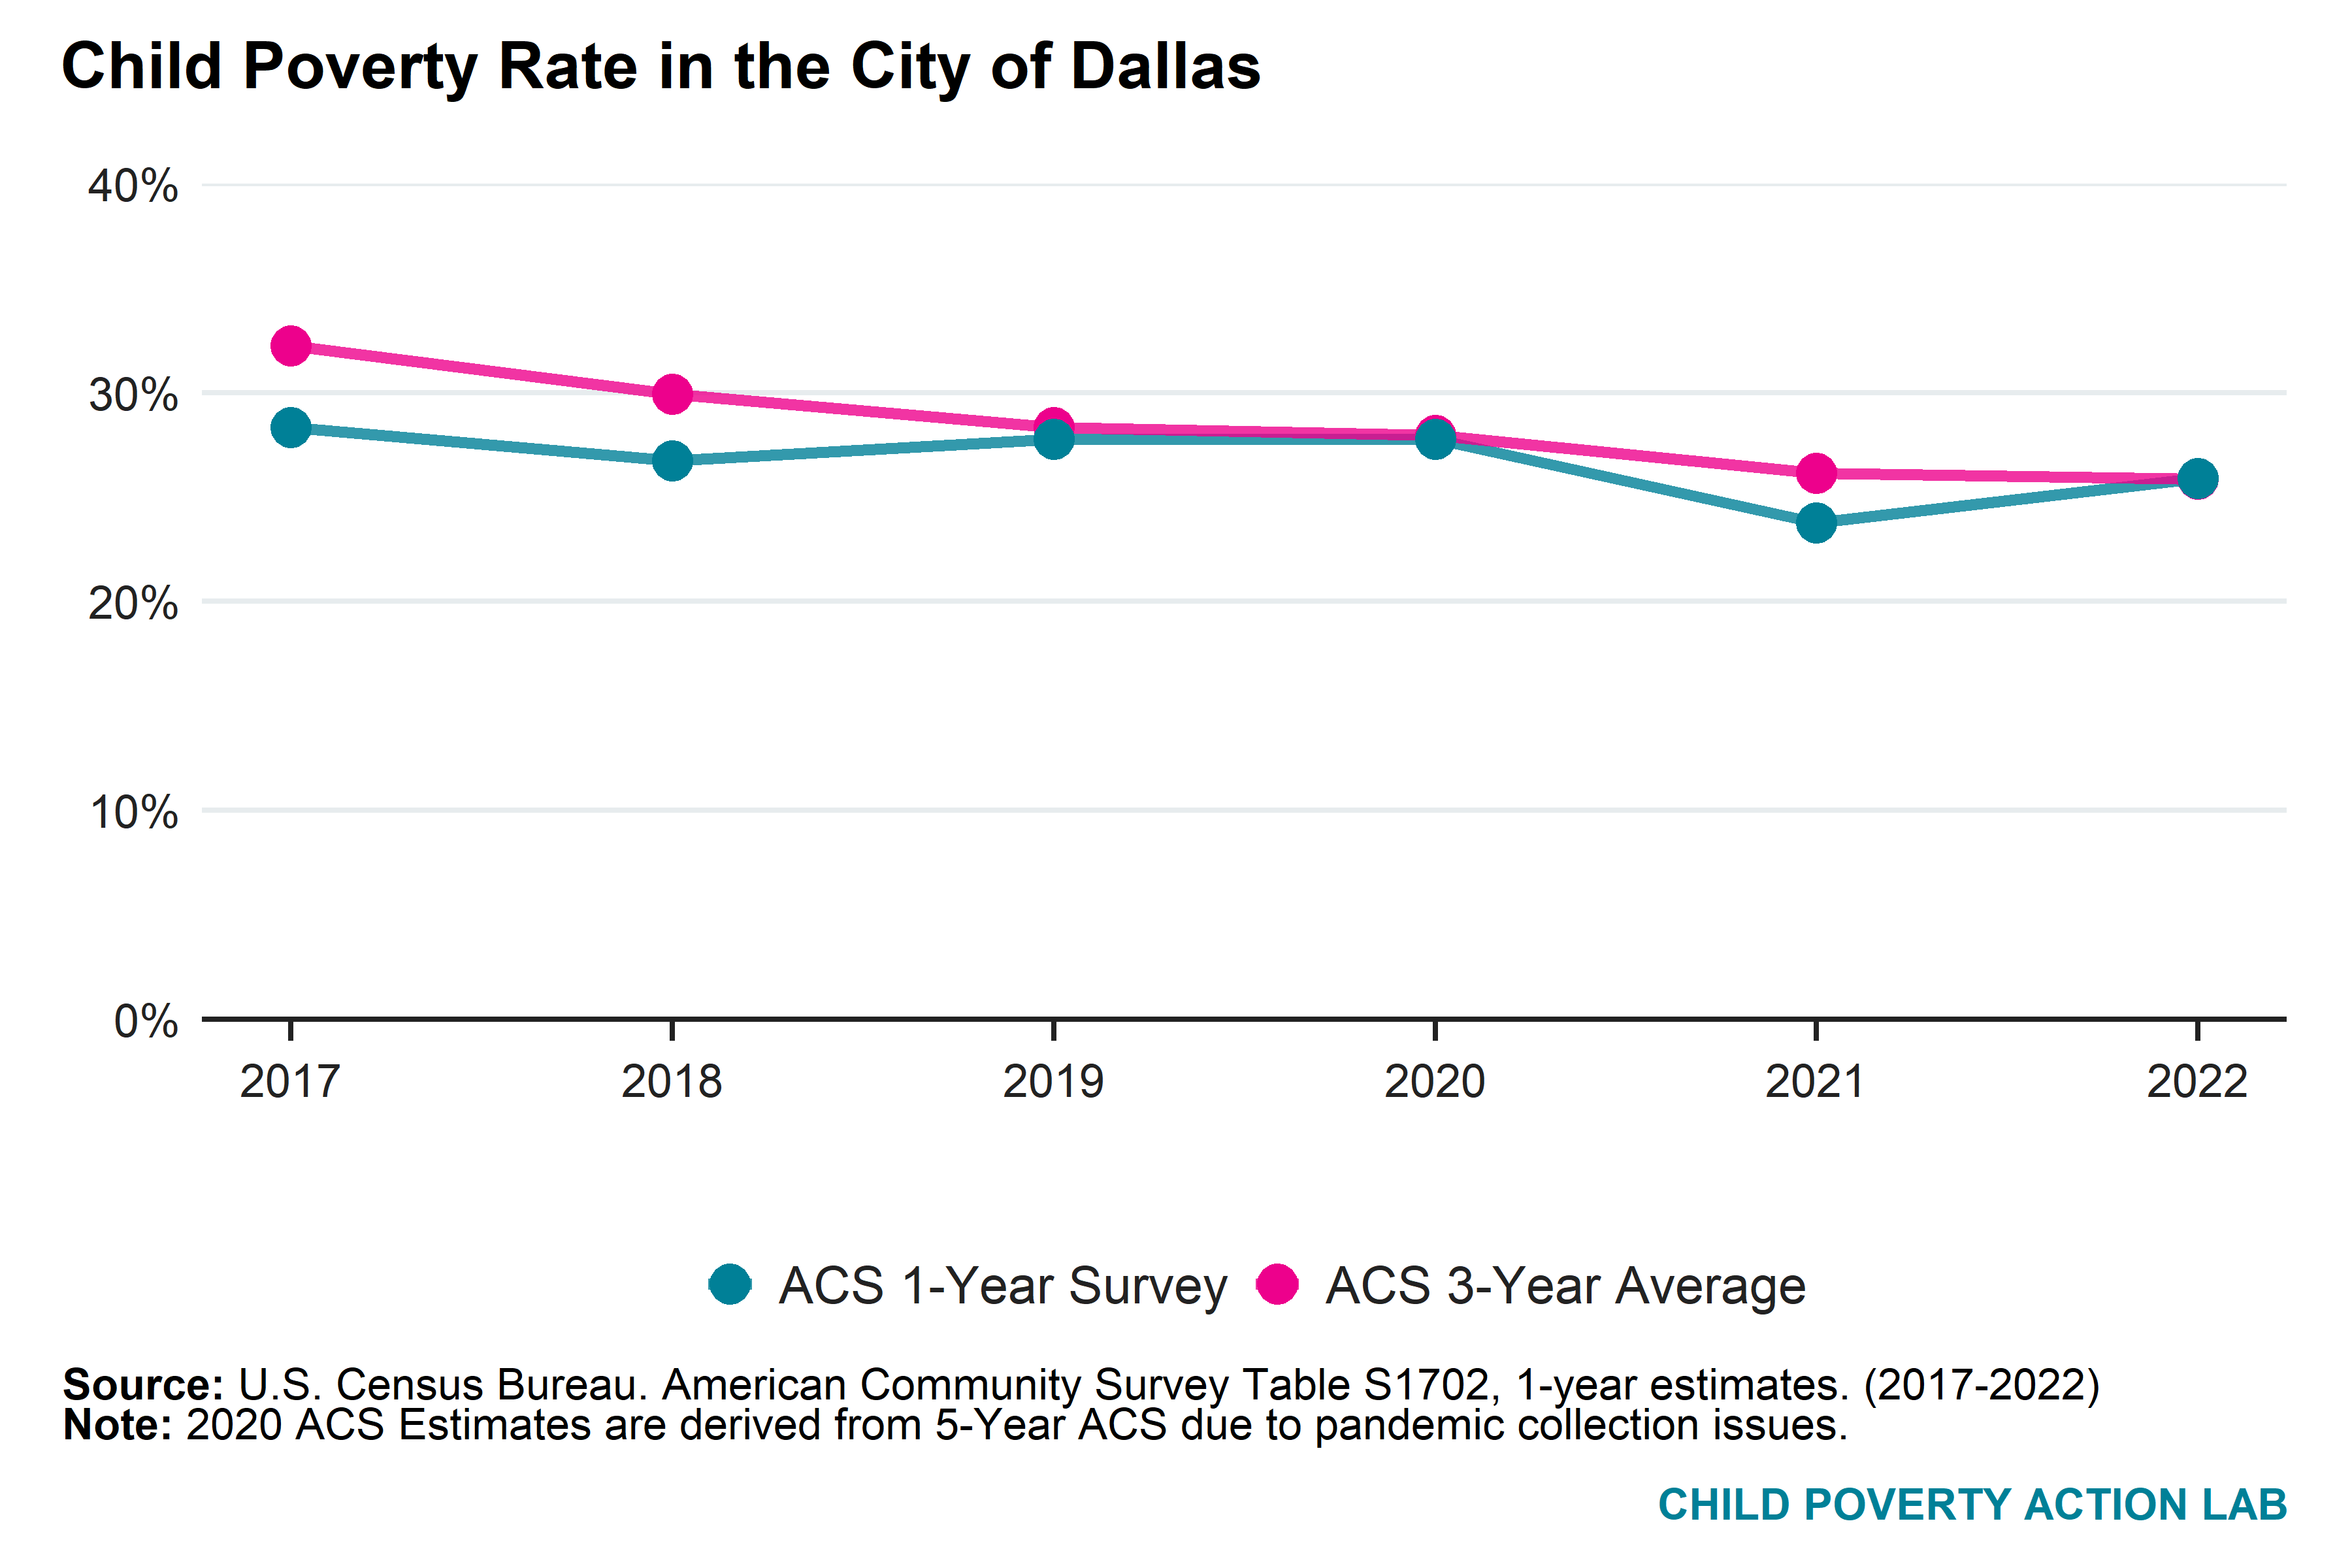 Child Poverty Rate in the City of Dallas
40%
30%
20%
10%
0%
2017 2018 2019 2020 2021 2022
ACS 1-Year Survey ACS 3-Year Average
Source: U.S. Census Bureau. American Community Survey Table S1702, 1-year estimates. (2017-2022)
Note: 2020 ACS Estimates are derived from 5-Year ACS due to pandemic collection issues.
CHILD POVERTY ACTION LAB